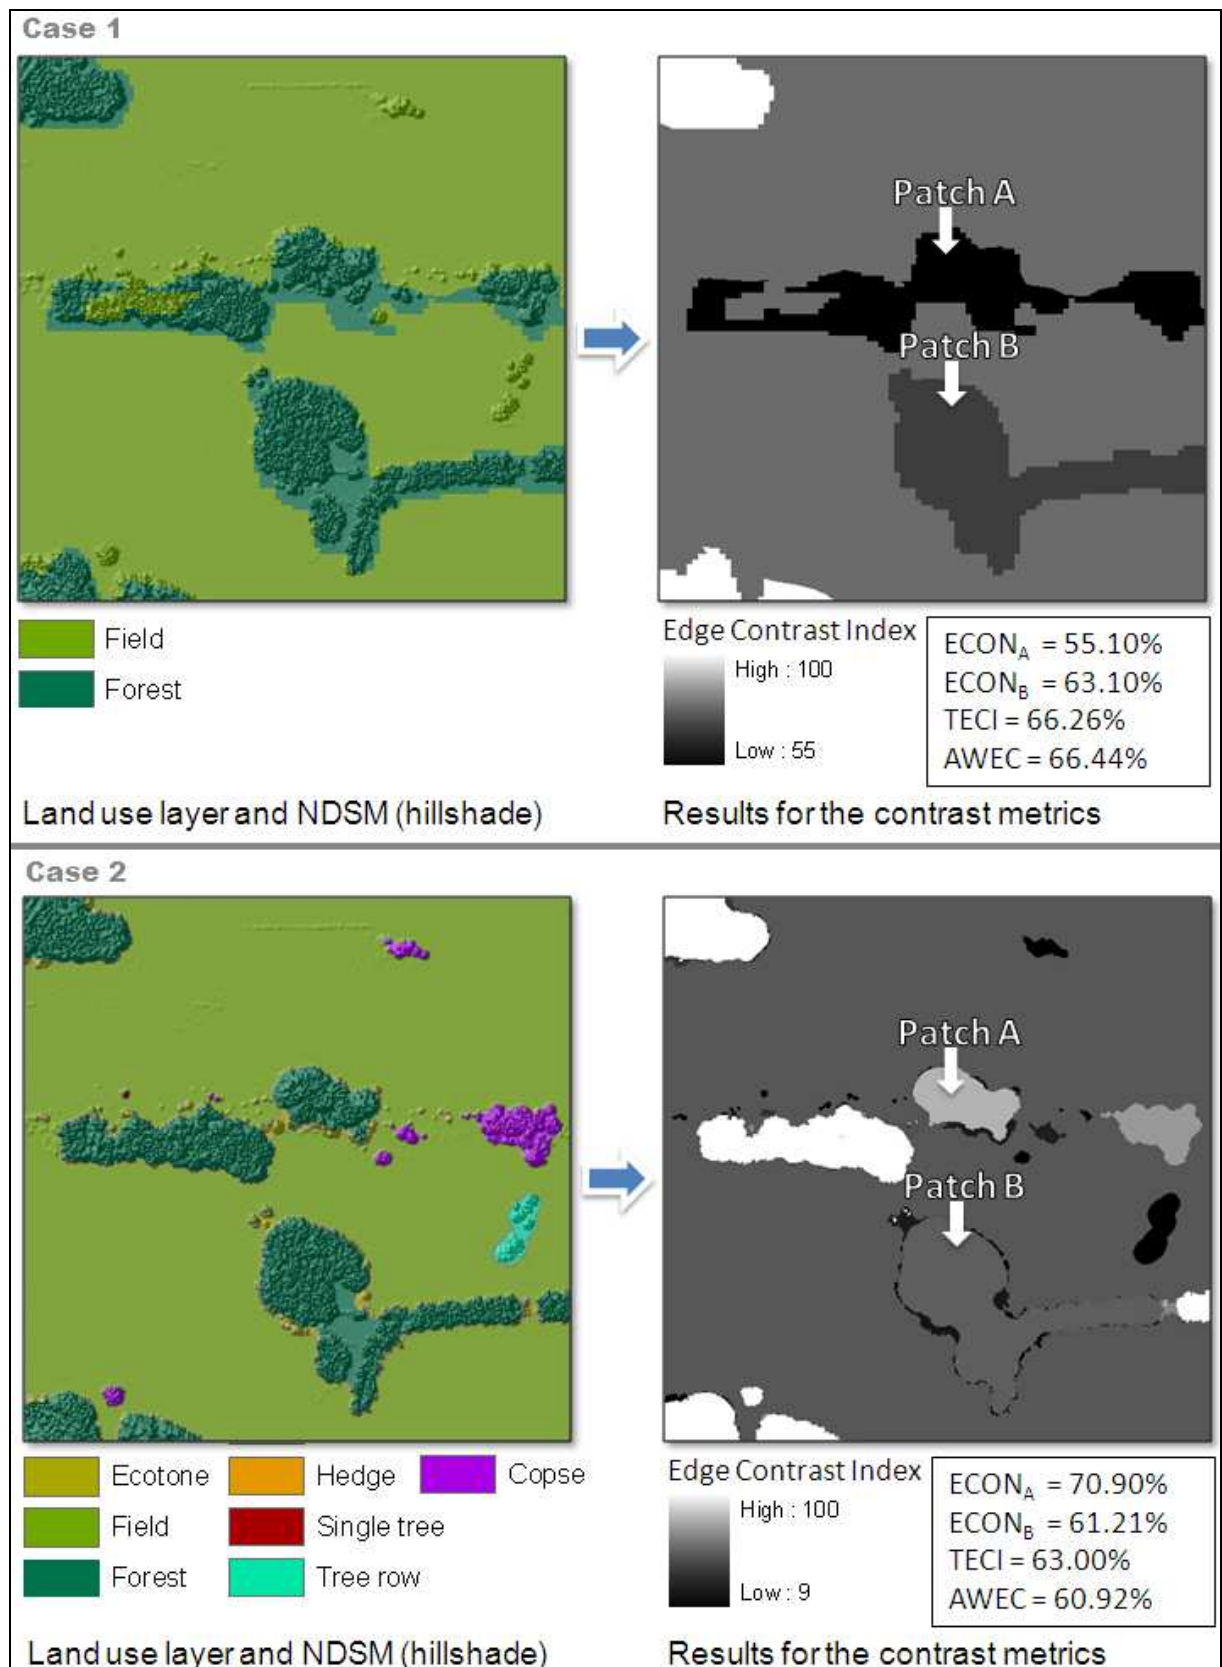 Case 1
Patch A
Patch B
Field
Forest
Edge Contrast Index
High : 100
Low : 55
ECON_A = 55.10%
ECON_B = 63.10%
TECI = 66.26%
AWEC = 66.44%
Land use layer and NDSM (hillshade)
Results for the contrast metrics
Case 2
Patch A
Patch B
Ecotone
Hedge
Copse
Field
Single tree
Forest
Tree row
Edge Contrast Index
High : 100
Low : 9
ECON_A = 70.90%
ECON_B = 61.21%
TECI = 63.00%
AWEC = 60.92%
Land use layer and NDSM (hillshade)
Results for the contrast metrics